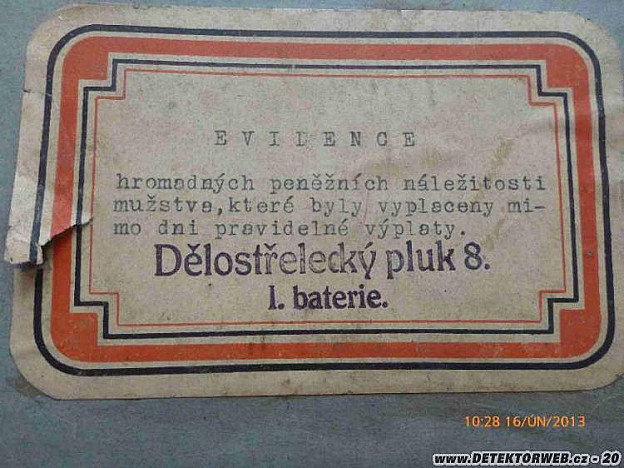 EVIDENCE
hromadných peněžních náležitosti
mužstva,které byly vyplaceny mi-
mo dni pravidelné výplaty.
Dělostřelecký pluk 8.
1. baterie.
10:28 16/ÚN/2013
www.DETEKTORWEB.cz - 20